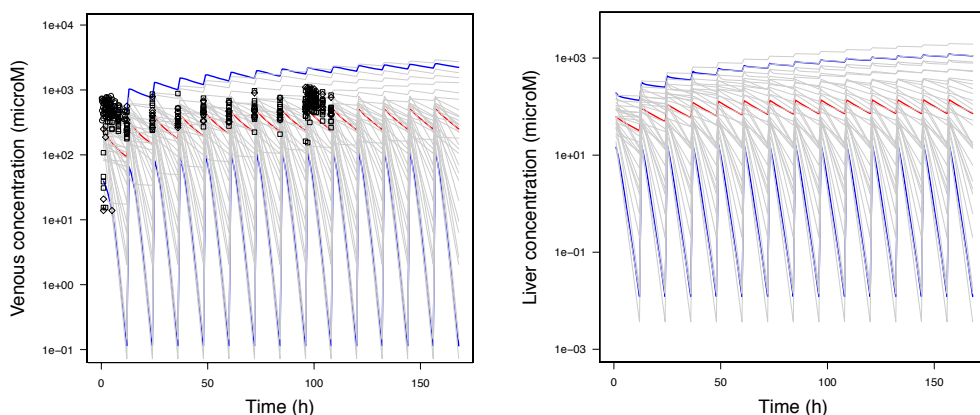 Venous concentration (microM)
1e+04
1e+03
1e+02
1e+01
1e+00
1e-01
0
50
100
150
Time (h)
Liver concentration (microM)
1e+03
1e+01
1e-01
1e-03
0
50
100
150
Time (h)